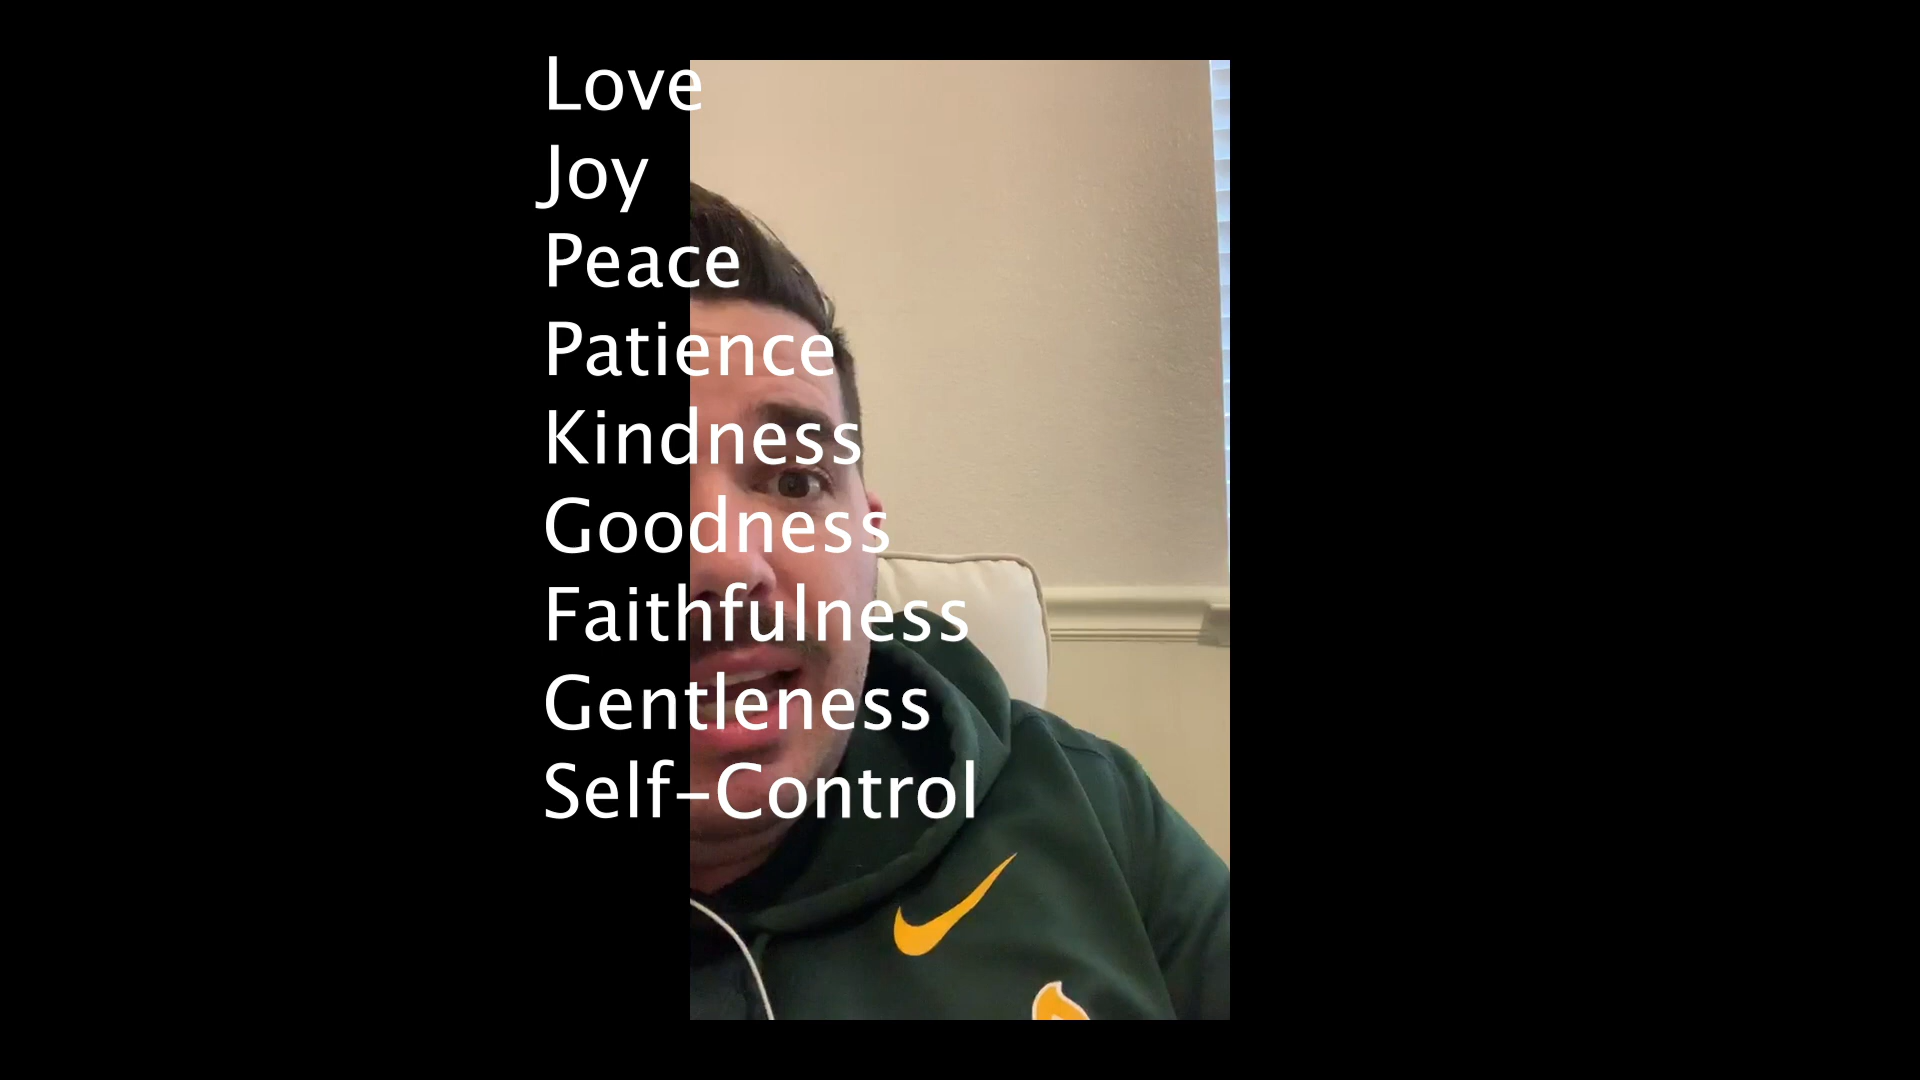 Love
Joy
Peace
Patience
Kindness
Goodness
Faithfulness
Gentleness
Self-Control